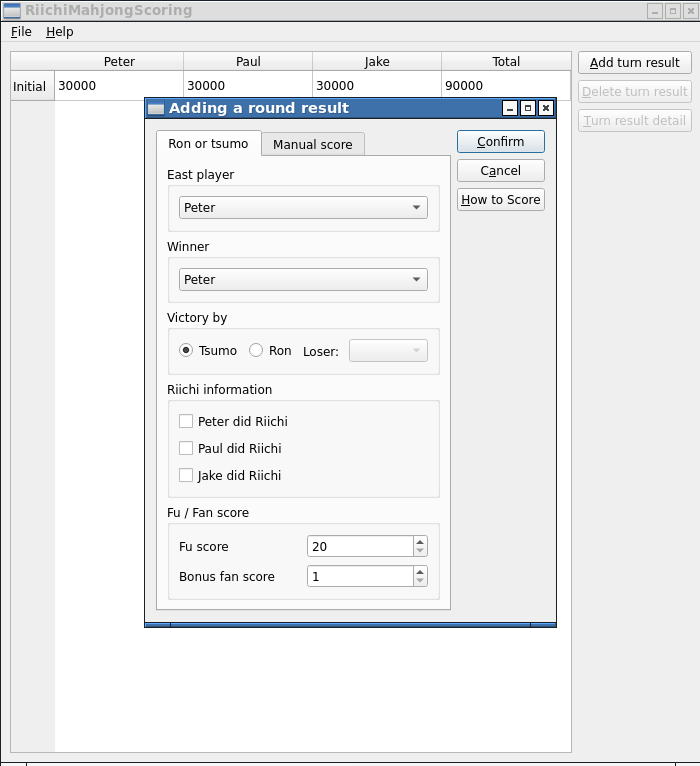 RiichiMahjongScoring
File Help
Peter Paul Jake Total
Initial 30000 30000 30000 90000
Add turn result
Delete turn result
Turn result detail
Adding a round result
Ron or tsumo Manual score
Confirm
Cancel
How to Score
East player
Peter
Winner
Peter
Victory by
Tsumo Ron Loser:
Riichi information
Peter did Riichi
Paul did Riichi
Jake did Riichi
Fu / Fan score
Fu score 20
Bonus fan score 1